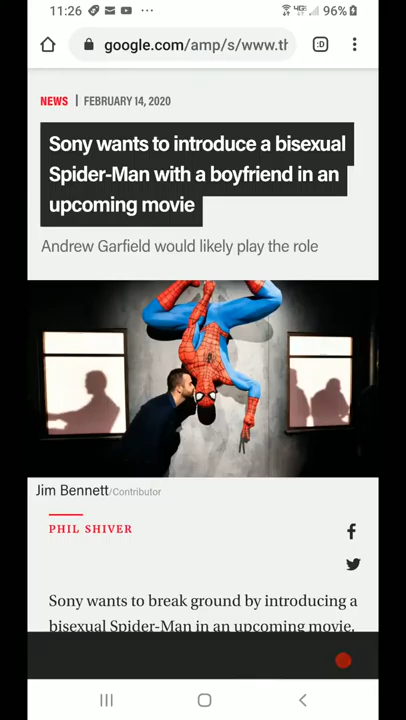 11:26 ··· 4G 96%
google.com/amp/s/www.th :D
NEWS | FEBRUARY 14, 2020
Sony wants to introduce a bisexual
Spider-Man with a boyfriend in an
upcoming movie
Andrew Garfield would likely play the role
Jim Bennett/Contributor
PHIL SHIVER
Sony wants to break ground by introducing a
bisexual Spider-Man in an upcoming movie,